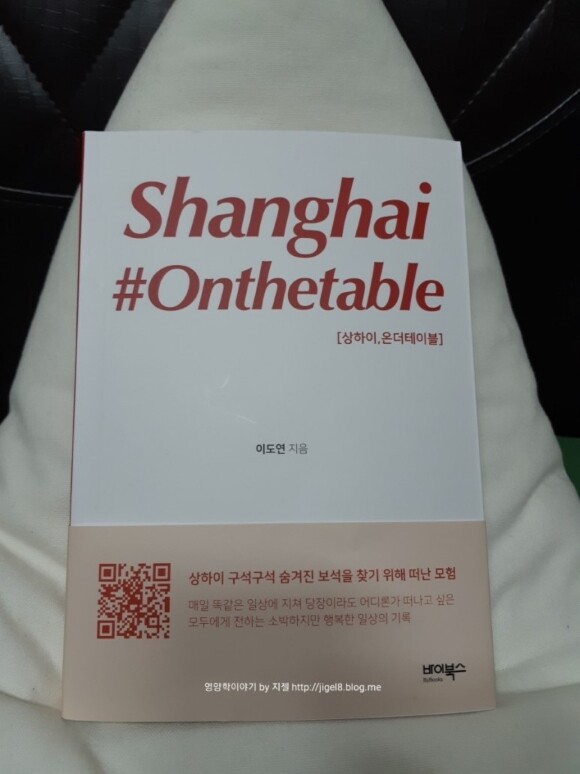 Shanghai
#Onthetable
[상하이,온더테이블]
이도연 지음
상하이 구석구석 숨겨진 보석을 찾기 위해 떠난 모험
매일 똑같은 일상에 지쳐 당장이라도 어디론가 떠나고 싶은
모두에게 전하는 소박하지만 행복한 일상의 기록
바이북스
ByBooks
영양학이야기 by 지젤 http://jigel8.blog.me